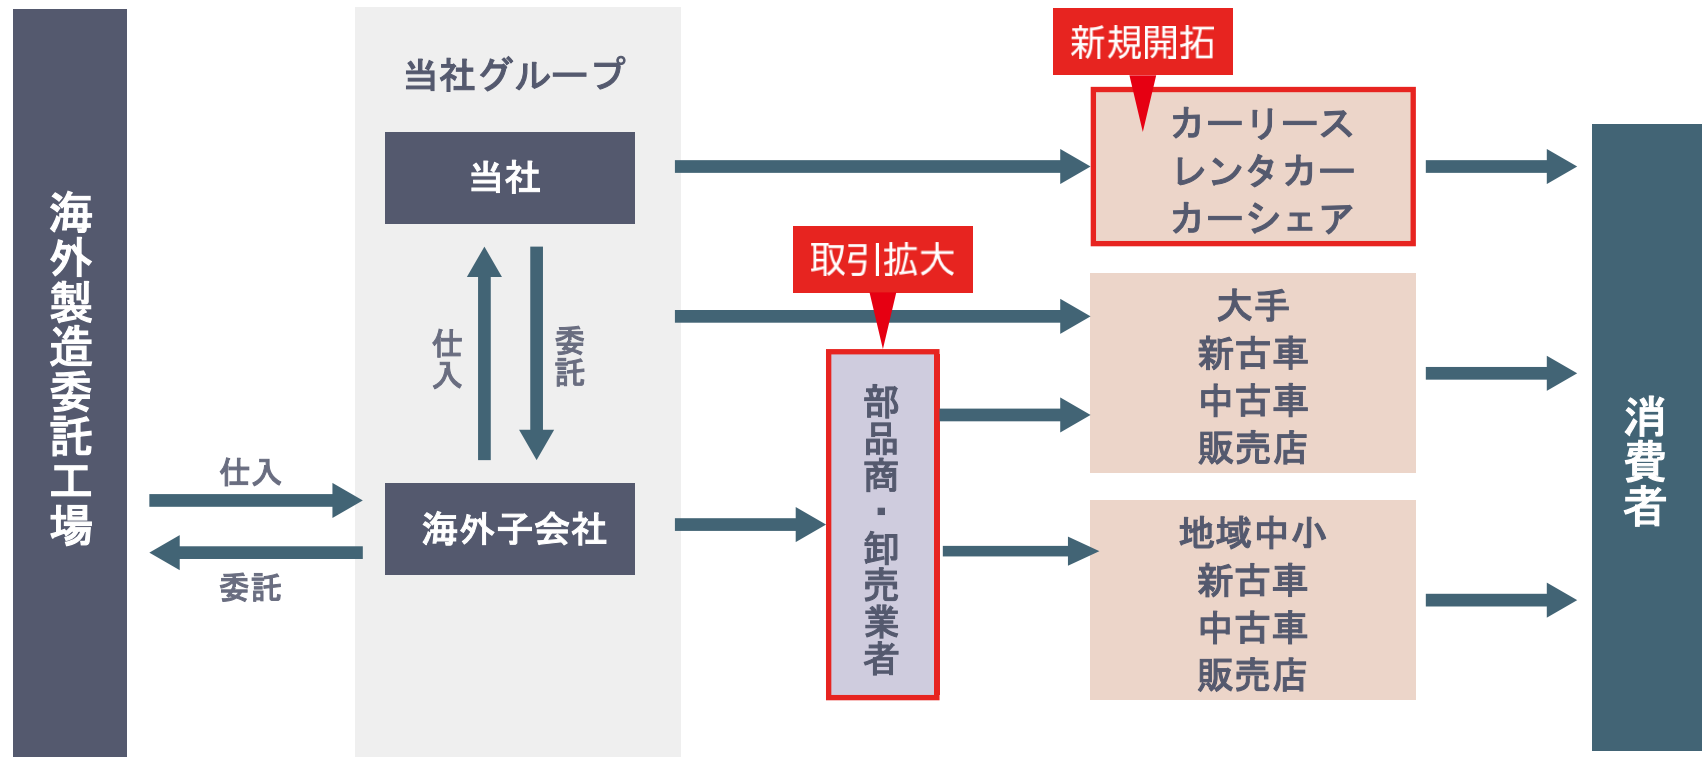 海外製造委託工場
仕入
委託
当社グループ
当社
仕入
委託
海外子会社
取引拡大
部品商・卸売業者
新規開拓
カーリース
レンタカー
カーシェア
大手
新古車
中古車
販売店
地域中小
新古車
中古車
販売店
消費者